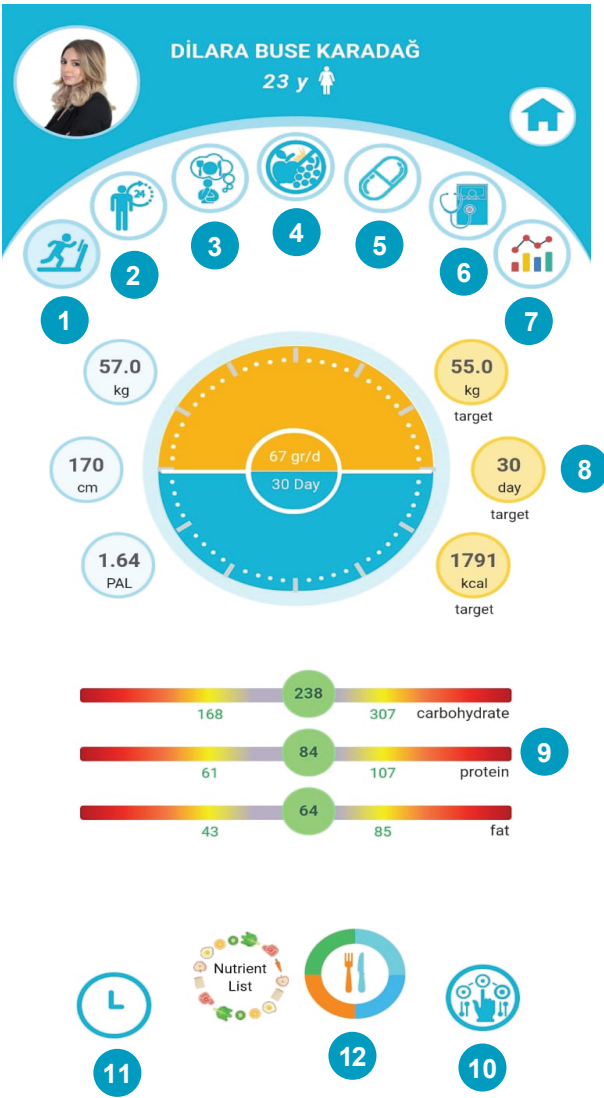 DİLARA BUSE KARADAĞ
23 y
24
1
2
3
4
5
6
7
57.0
kg
55.0
kg
target
67 gr/d
30 Day
170
cm
30
day
target
8
1.64
PAL
1791
kcal
target
238
168
307
carbohydrate
84
61
107
protein
9
64
43
85
fat
Nutrient
List
11
12
10